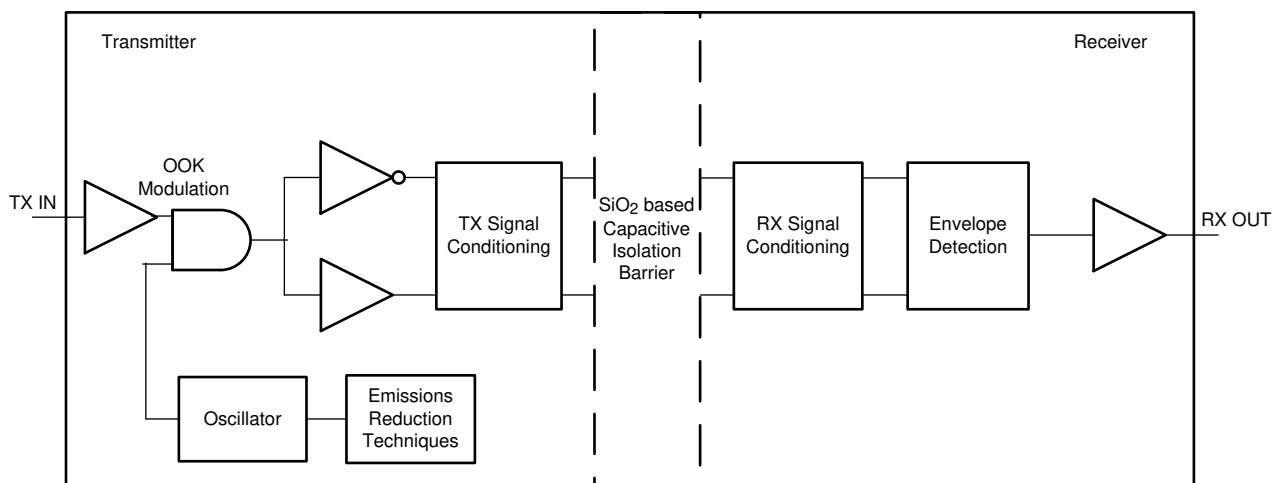 Transmitter
Receiver
OOK
Modulation
TX IN
TX Signal
Conditioning
SiO2 based
Capacitive
Isolation
Barrier
RX Signal
Conditioning
Envelope
Detection
RX OUT
Oscillator
Emissions
Reduction
Techniques